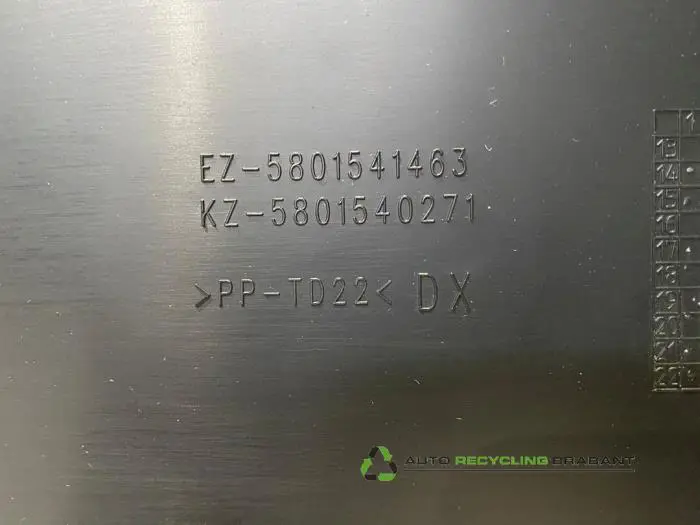 EZ-5801541463
KZ-5801540271
>PP-TD22< DX
1
13
14
15
16
17
18
19
20
21
22
AUTO RECYCLING BRABANT